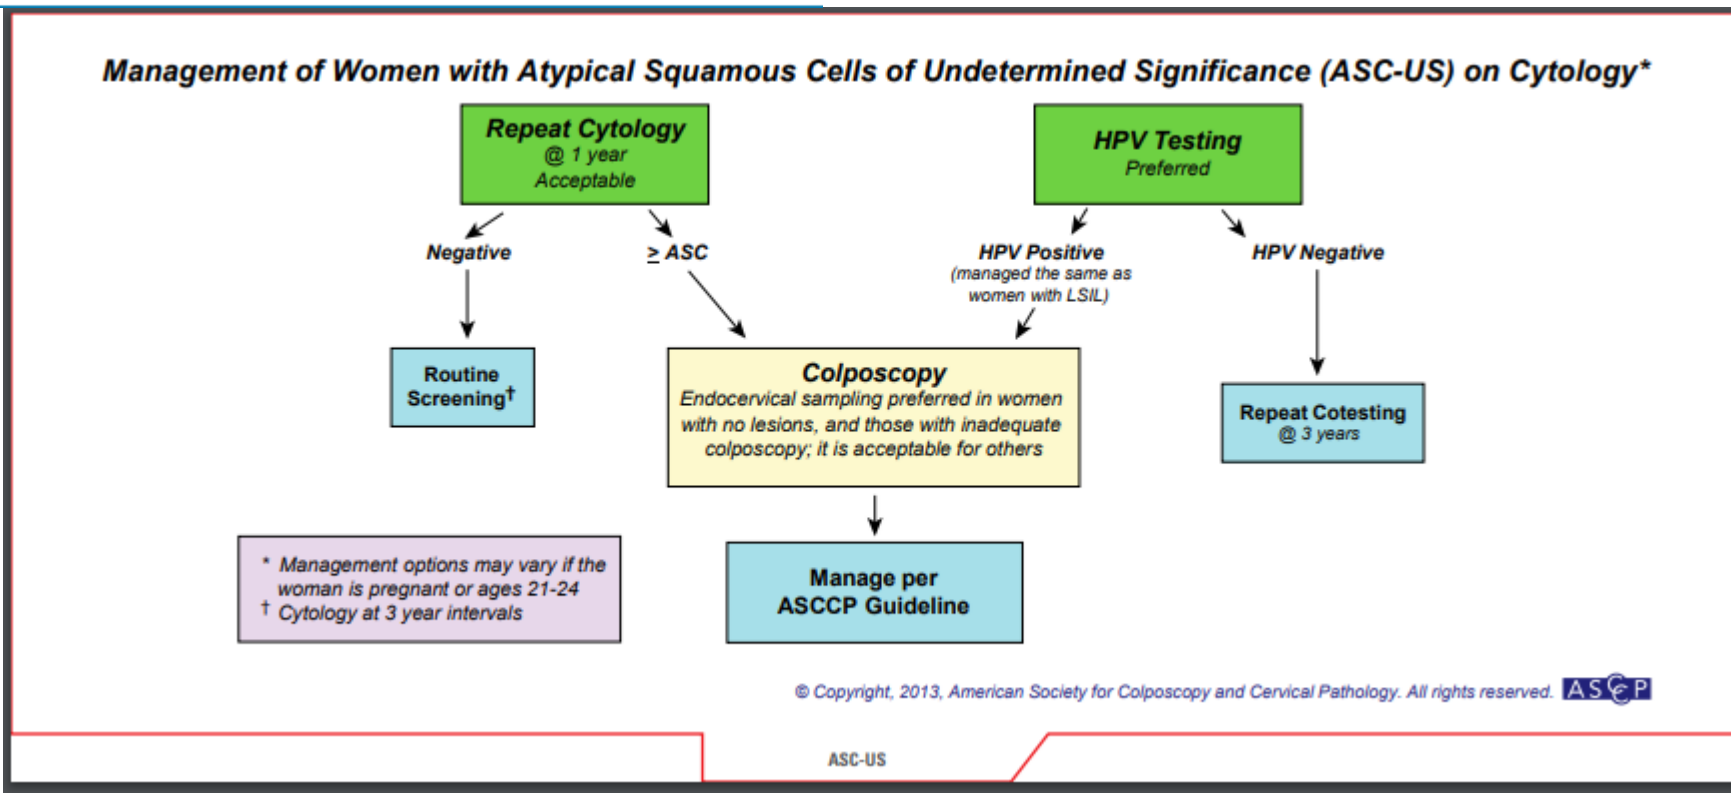 Management of Women with Atypical Squamous Cells of Undetermined Significance (ASC-US) on Cytology*
Repeat Cytology
@ 1 year
Acceptable
HPV Testing
Preferred
Negative
≥ ASC
HPV Positive
(managed the same as
women with LSIL)
HPV Negative
Routine
Screening†
Colposcopy
Endocervical sampling preferred in women
with no lesions, and those with inadequate
colposcopy; it is acceptable for others
Repeat Cotesting
@ 3 years
* Management options may vary if the
woman is pregnant or ages 21-24
† Cytology at 3 year intervals
Manage per
ASCCP Guideline
© Copyright, 2013, American Society for Colposcopy and Cervical Pathology. All rights reserved.
ASCCP
ASC-US